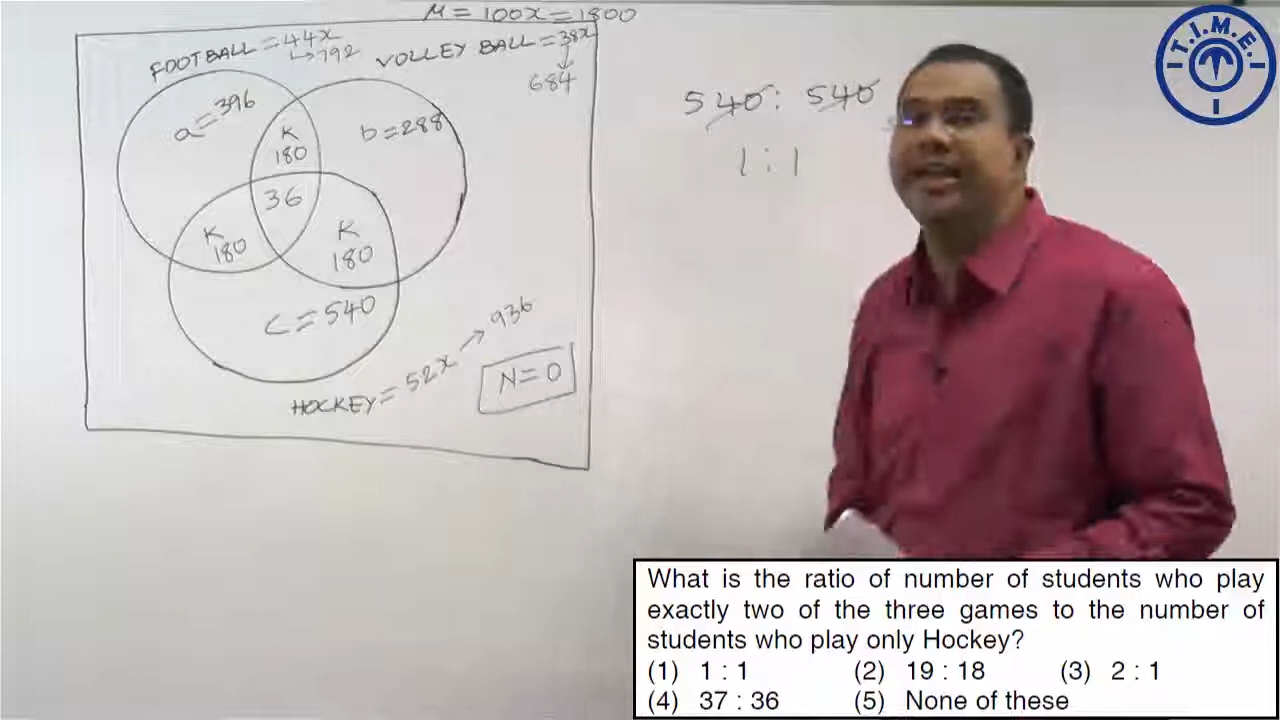 M = 100x = 1800
FOOTBALL = 44x
↳ 792
VOLLEY BALL = 38x
↓
684
a = 396
K
180
b = 288
36
K
180
K
180
C = 540
HOCKEY = 52x → 936
N = 0
540 : 540
1 : 1
I T.I.M.E. I
I
What is the ratio of number of students who play
exactly two of the three games to the number of
students who play only Hockey?
(1) 1 : 1 (2) 19 : 18 (3) 2 : 1
(4) 37 : 36 (5) None of these